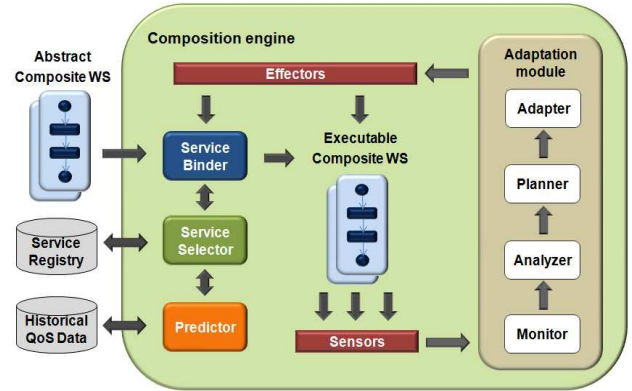 Composition engine
Abstract
Composite WS
Effectors
Adaptation
module
Adapter
Service
Binder
Executable
Composite WS
Planner
Service
Registry
Service
Selector
Analyzer
Historical
QoS Data
Predictor
Sensors
Monitor